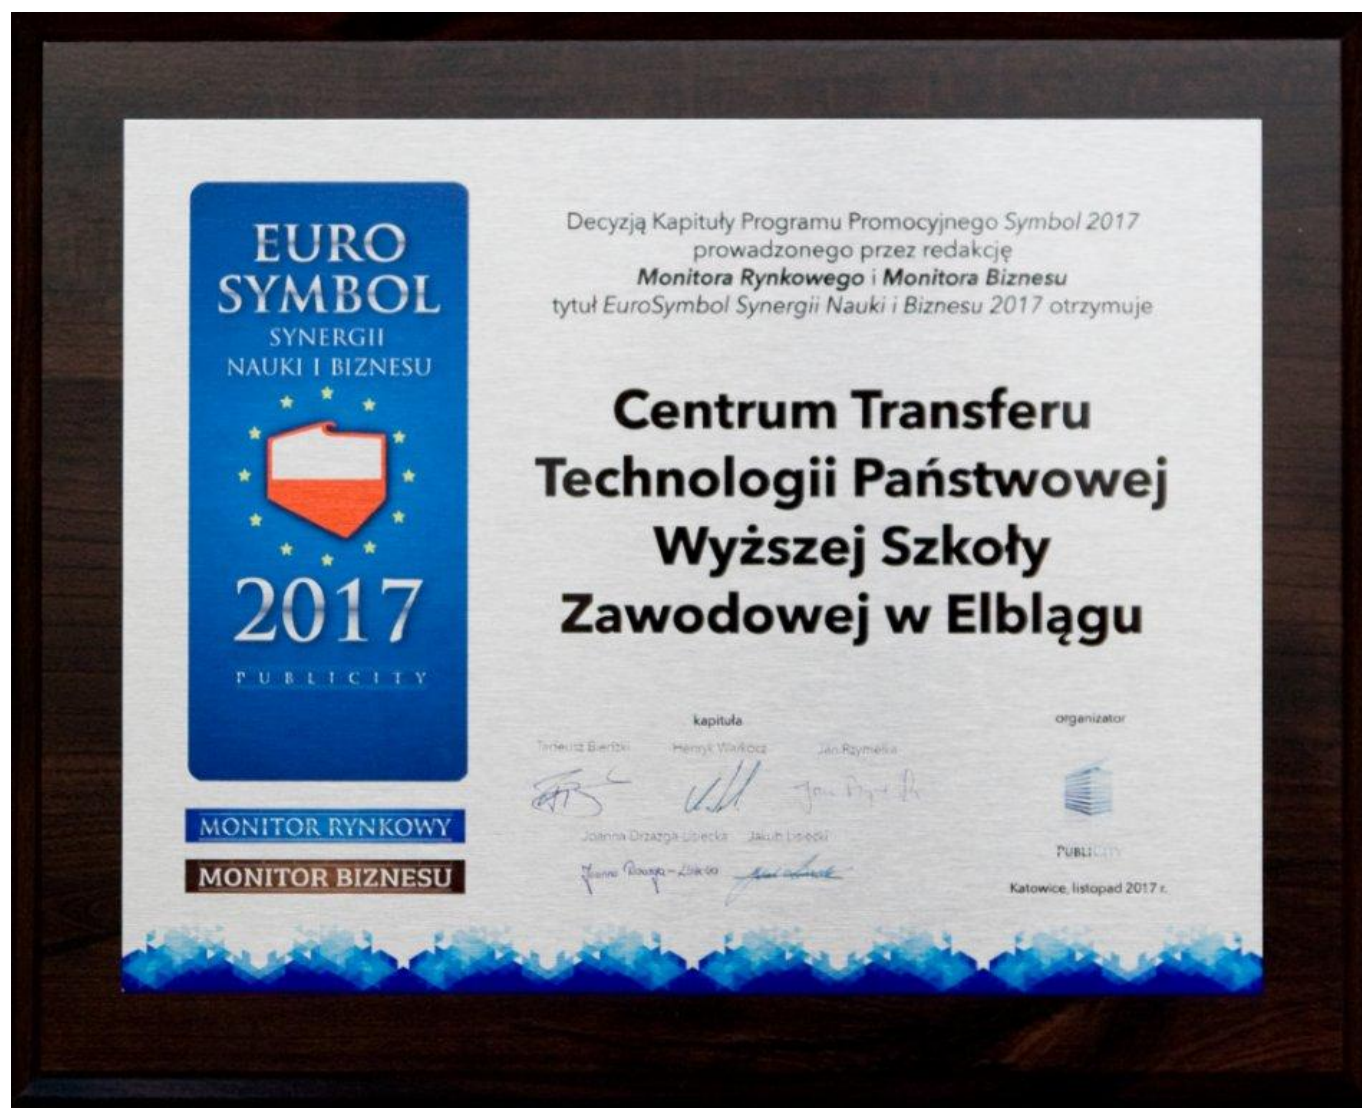 EURO
SYMBOL
SYNERGII
NAUKI I BIZNESU
2017
PUBLICITY
MONITOR RYNKOWY
MONITOR BIZNESU
Decyzją Kapituły Programu Promocyjnego Symbol 2017
prowadzonego przez redakcję
Monitora Rynkowego i Monitora Biznesu
tytuł EuroSymbol Synergii Nauki i Biznesu 2017 otrzymuje
Centrum Transferu
Technologii Państwowej
Wyższej Szkoły
Zawodowej w Elblągu
kapituła
Tadeusz Henryk Jan Rzymełka
Joanna Drzazga-Lisiecka Jakub Lisiecki
organizator
PUBLICITY
Katowice, listopad 2017 r.